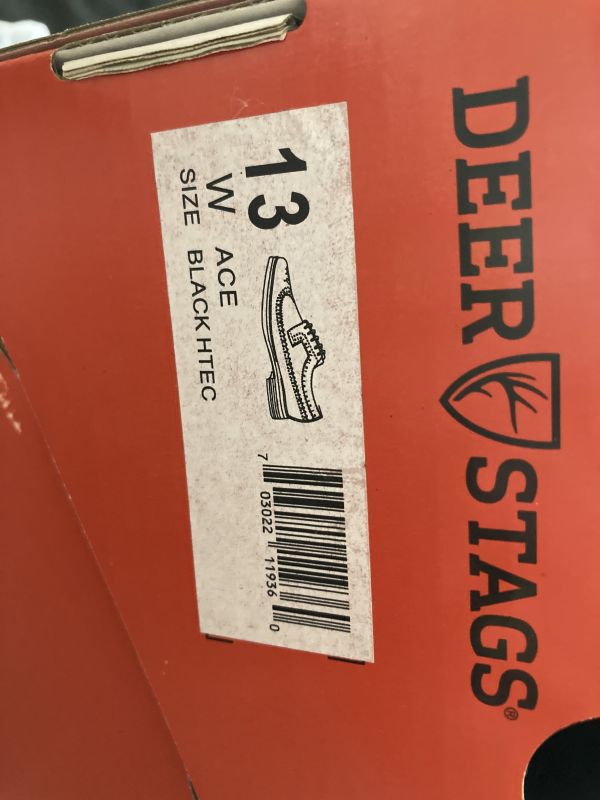 DEER STAGS®
13
W ACE
SIZE BLACK HTEC
7 03022 11936 0